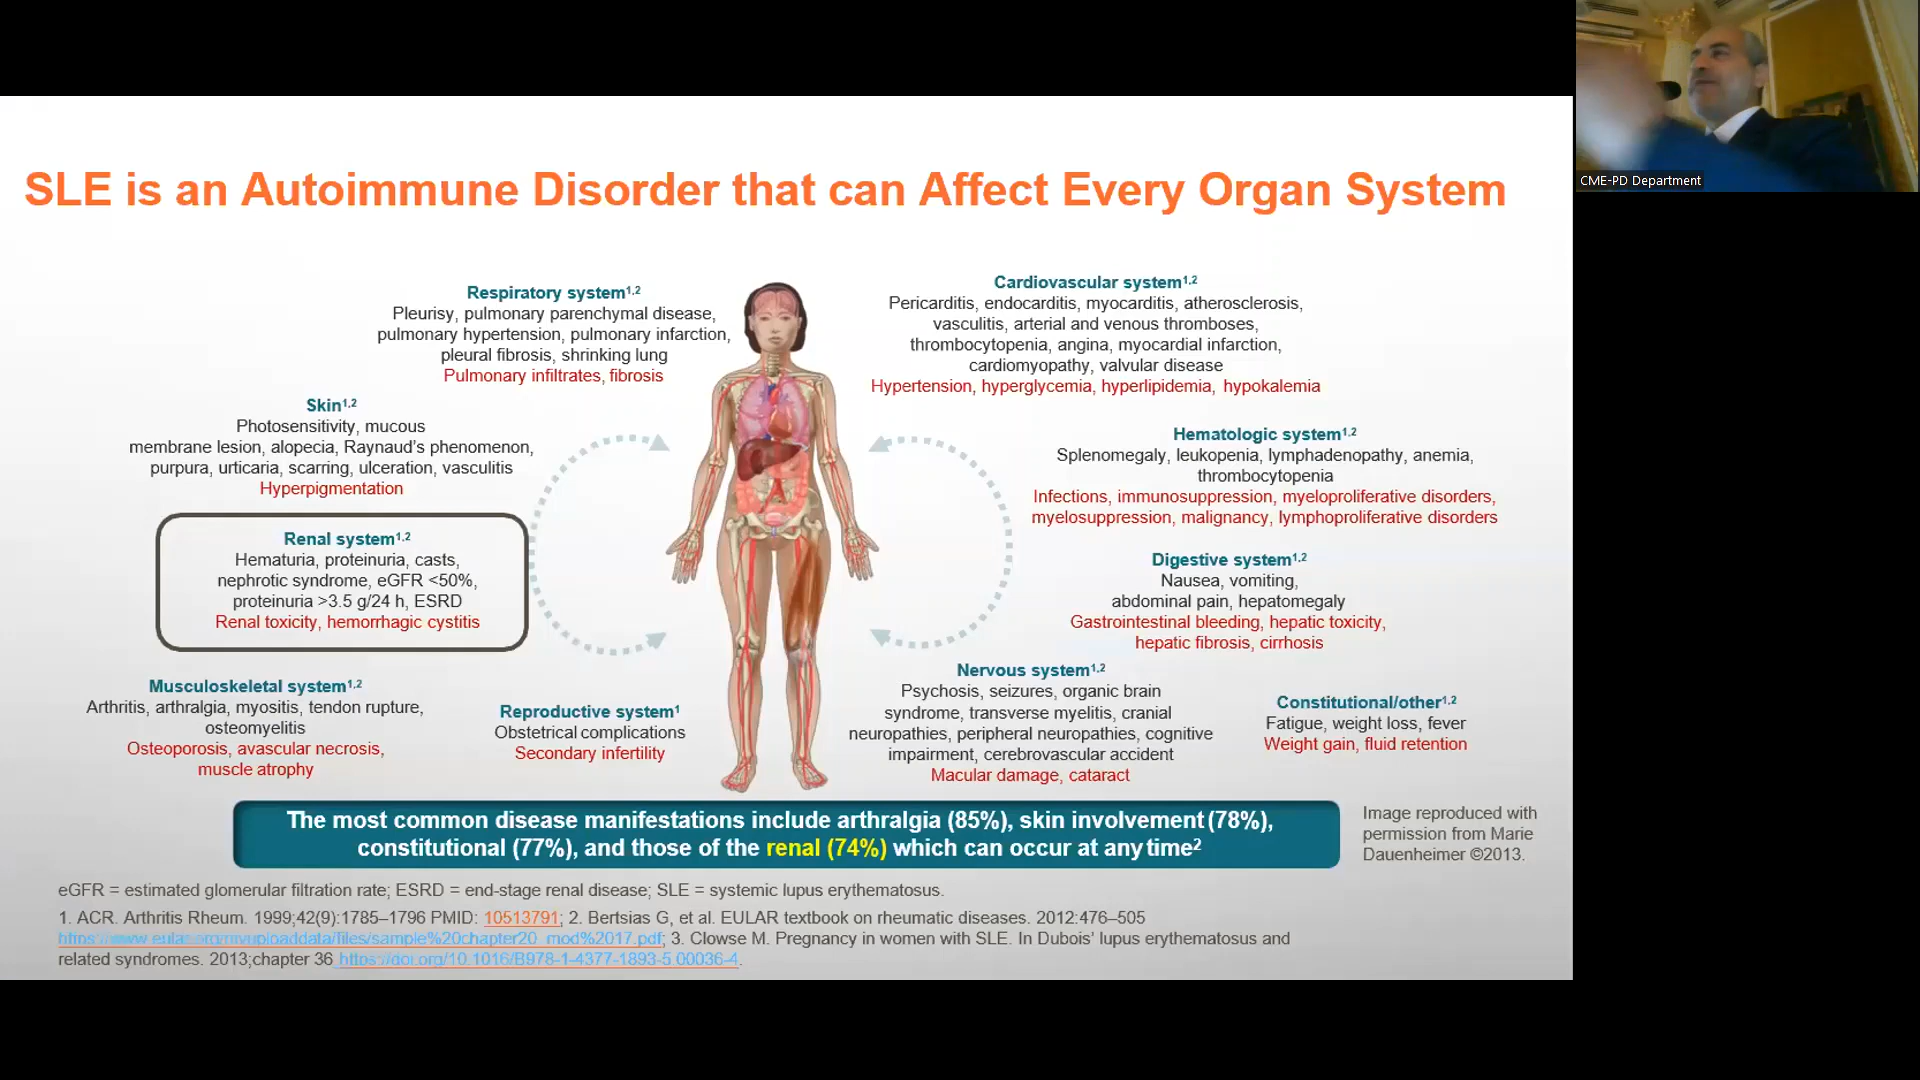 CME-PD Department
SLE is an Autoimmune Disorder that can Affect Every Organ System
Respiratory system1,2
Pleurisy, pulmonary parenchymal disease,
pulmonary hypertension, pulmonary infarction,
pleural fibrosis, shrinking lung
Pulmonary infiltrates, fibrosis
Cardiovascular system1,2
Pericarditis, endocarditis, myocarditis, atherosclerosis,
vasculitis, arterial and venous thromboses,
thrombocytopenia, angina, myocardial infarction,
cardiomyopathy, valvular disease
Hypertension, hyperglycemia, hyperlipidemia, hypokalemia
Skin1,2
Photosensitivity, mucous
membrane lesion, alopecia, Raynaud's phenomenon,
purpura, urticaria, scarring, ulceration, vasculitis
Hyperpigmentation
Hematologic system1,2
Splenomegaly, leukopenia, lymphadenopathy, anemia,
thrombocytopenia
Infections, immunosuppression, myeloproliferative disorders,
myelosuppression, malignancy, lymphoproliferative disorders
Renal system1,2
Hematuria, proteinuria, casts,
nephrotic syndrome, eGFR <50%,
proteinuria >3.5 g/24 h, ESRD
Renal toxicity, hemorrhagic cystitis
Digestive system1,2
Nausea, vomiting,
abdominal pain, hepatomegaly
Gastrointestinal bleeding, hepatic toxicity,
hepatic fibrosis, cirrhosis
Musculoskeletal system1,2
Arthritis, arthralgia, myositis, tendon rupture,
osteomyelitis
Osteoporosis, avascular necrosis,
muscle atrophy
Reproductive system1
Obstetrical complications
Secondary infertility
Nervous system1,2
Psychosis, seizures, organic brain
syndrome, transverse myelitis, cranial
neuropathies, peripheral neuropathies, cognitive
impairment, cerebrovascular accident
Macular damage, cataract
Constitutional/other1,2
Fatigue, weight loss, fever
Weight gain, fluid retention
The most common disease manifestations include arthralgia (85%), skin involvement (78%),
constitutional (77%), and those of the renal (74%) which can occur at any time2
Image reproduced with
permission from Marie
Dauenheimer ©2013.
eGFR = estimated glomerular filtration rate; ESRD = end-stage renal disease; SLE = systemic lupus erythematosus.
1. ACR. Arthritis Rheum. 1999;42(9):1785–1796 PMID: 10513791; 2. Bertsias G, et al. EULAR textbook on rheumatic diseases. 2012:476–505
3. Clowse M. Pregnancy in women with SLE. In Dubois' lupus erythematosus and
related systemic syndromes. 2013;chapter 36 https://doi.org/10.1016/B978-1-4377-1893-5.00036-4.